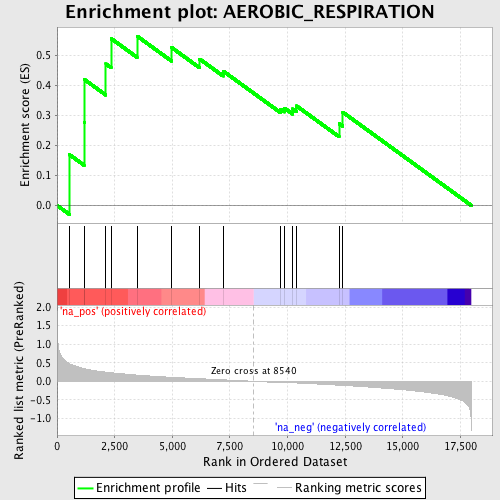 Enrichment plot: AEROBIC_RESPIRATION
Enrichment score (ES)
0.5
0.4
0.3
0.2
0.1
0.0
'na_pos' (positively correlated)
Ranked list metric (PreRanked)
2.0
1.5
1.0
0.5
0.0
-0.5
-1.0
Zero cross at 8540
'na_neg' (negatively correlated)
0
2,500
5,000
7,500
10,000
12,500
15,000
17,500
Rank in Ordered Dataset
Enrichment profile
Hits
Ranking metric scores